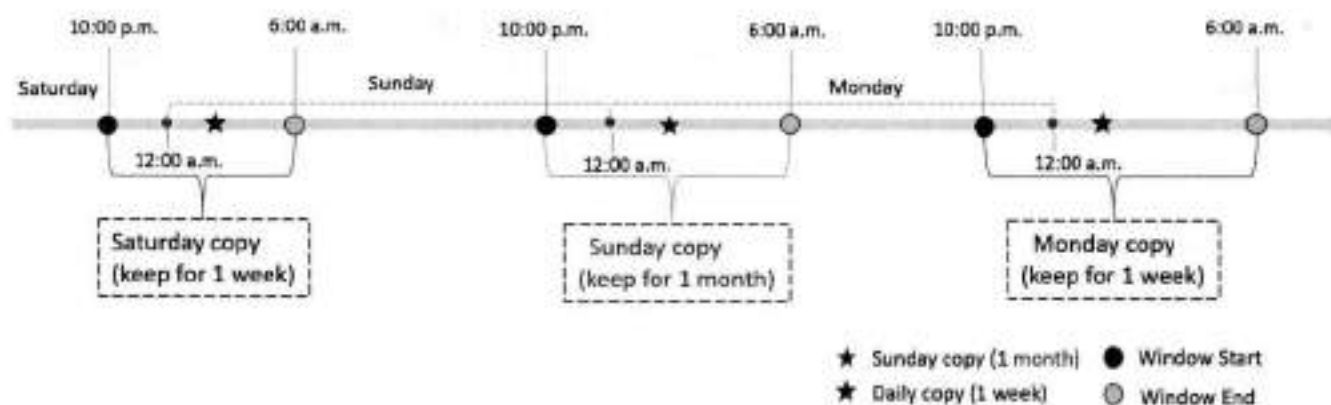 10:00 p.m.
6:00 a.m.
10:00 p.m.
6:00 a.m.
10:00 p.m.
6:00 a.m.
Saturday
Sunday
Monday
12:00 a.m.
12:00 a.m.
12:00 a.m.
Saturday copy
(keep for 1 week)
Sunday copy
(keep for 1 month)
Monday copy
(keep for 1 week)
Sunday copy (1 month)
Window Start
Daily copy (1 week)
Window End